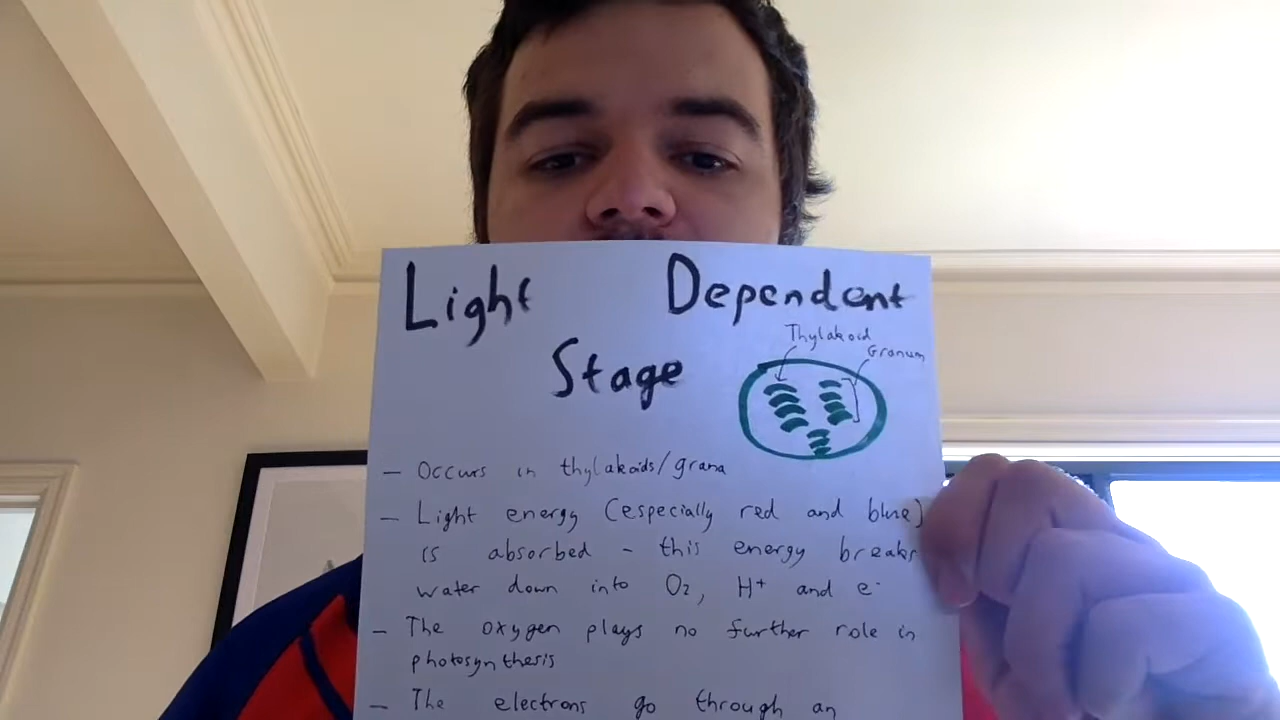 Light Dependent
Stage
Thylakoid
Granum
- Occurs in thylakoids/grana
- Light energy (especially red and blue)
is absorbed - this energy breaks
water down into O₂, H⁺ and e⁻
- The oxygen plays no further role in
photosynthesis
- The electrons go through an